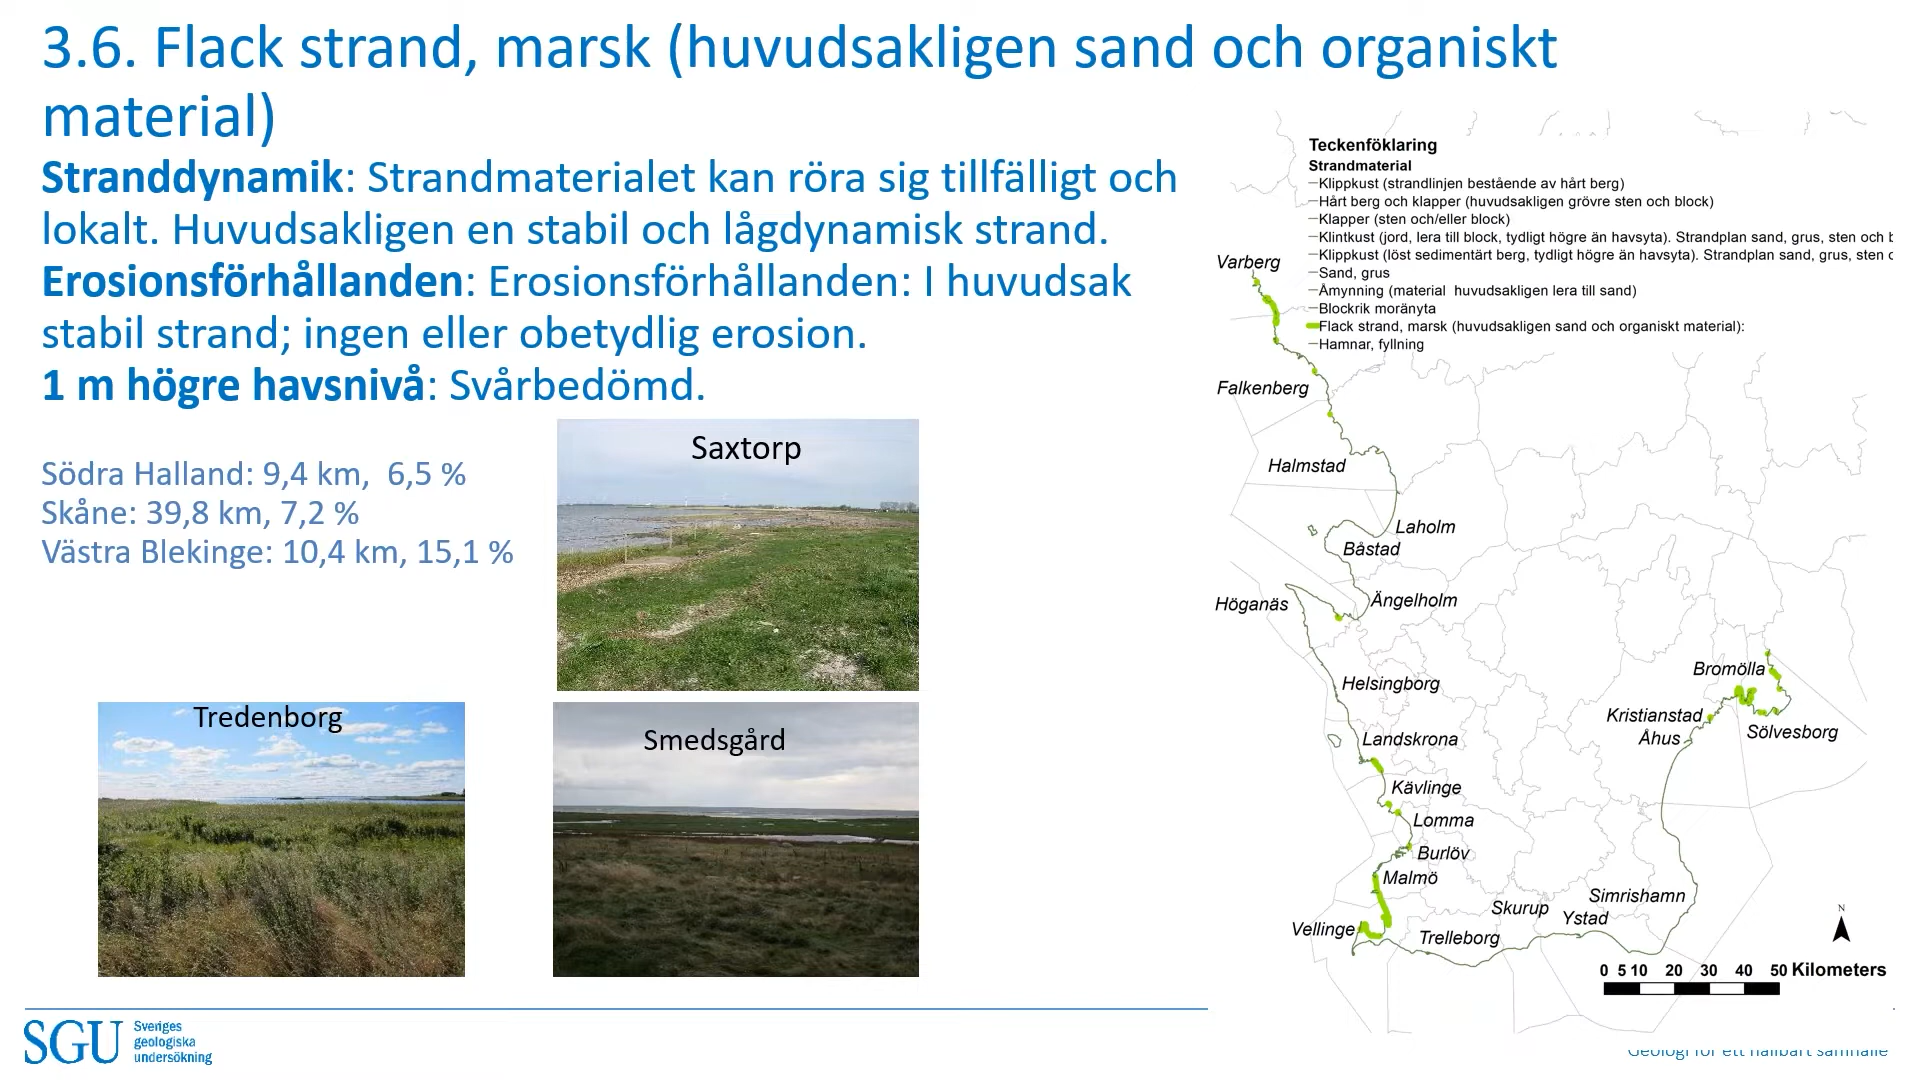 3.6. Flack strand, marsk (huvudsakligen sand och organiskt
material)
Stranddynamik: Strandmaterialet kan röra sig tillfälligt och
lokalt. Huvudsakligen en stabil och lågdynamisk strand.
Erosionsförhållanden: Erosionsförhållanden: I huvudsak
stabil strand; ingen eller obetydlig erosion.
1 m högre havsnivå: Svårbedömd.
Södra Halland: 9,4 km, 6,5 %
Skåne: 39,8 km, 7,2 %
Västra Blekinge: 10,4 km, 15,1 %
Saxtorp
Tredenborg
Smedsgård
Teckenföklaring
Strandmaterial
Klippkust (strandlinjen bestående av hårt berg)
Hårt berg och klapper (huvudsakligen grövre sten och block)
Klapper (sten och/eller block)
Klintkust (jord, lera till block, tydligt högre än havsyta). Strandplan sand, grus, sten och
Klippkust (löst sedimentärt berg, tydligt högre än havsyta). Strandplan sand, grus, sten
Sand, grus
Åmynning (material huvudsakligen lera till sand)
Blockrik moränyta
Flack strand, marsk (huvudsakligen sand och organiskt material):
Hamnar, fyllning
Varberg
Falkenberg
Halmstad
Laholm
Båstad
Höganäs
Ängelholm
Helsingborg
Landskrona
Kävlinge
Lomma
Burlöv
Malmö
Vellinge
Trelleborg
Skurup
Ystad
Simrishamn
Bromölla
Kristianstad
Åhus
Sölvesborg
N
0 5 10 20 30 40 50 Kilometers
SGU
Sveriges
geologiska
undersökning
Geologi för ett hållbart samhälle